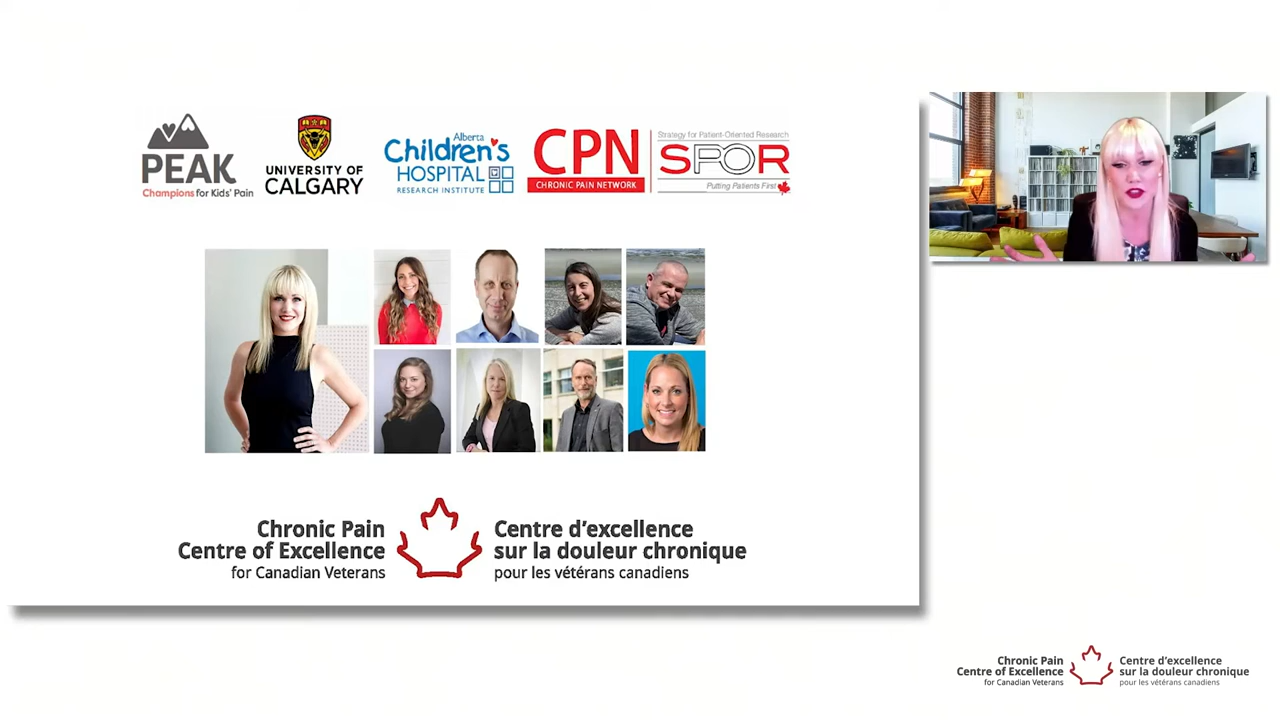 PEAK
Champions for Kids' Pain
UNIVERSITY OF
CALGARY
Alberta
Children's
HOSPITAL
RESEARCH INSTITUTE
CPN
CHRONIC PAIN NETWORK
Strategy for Patient-Oriented Research
SPOR
Putting Patients First
Chronic Pain
Centre of Excellence
for Canadian Veterans
Centre d'excellence
sur la douleur chronique
pour les vétérans canadiens
Chronic Pain
Centre of Excellence
for Canadian Veterans
Centre d'excellence
sur la douleur chronique
pour les vétérans canadiens